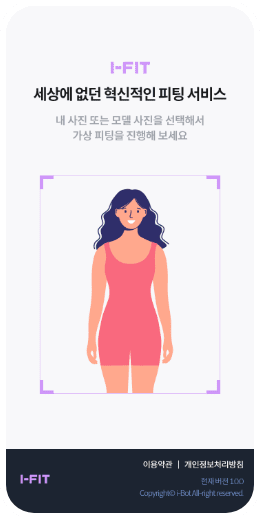 I-FIT
세상에 없던 혁신적인 피팅 서비스
내 사진 또는 모델 사진을 선택해서
가상 피팅을 진행해 보세요
이용약관 | 개인정보처리방침
I-FIT
현재 버전 1.0.0
Copyright© i-Bot All-right reserved.